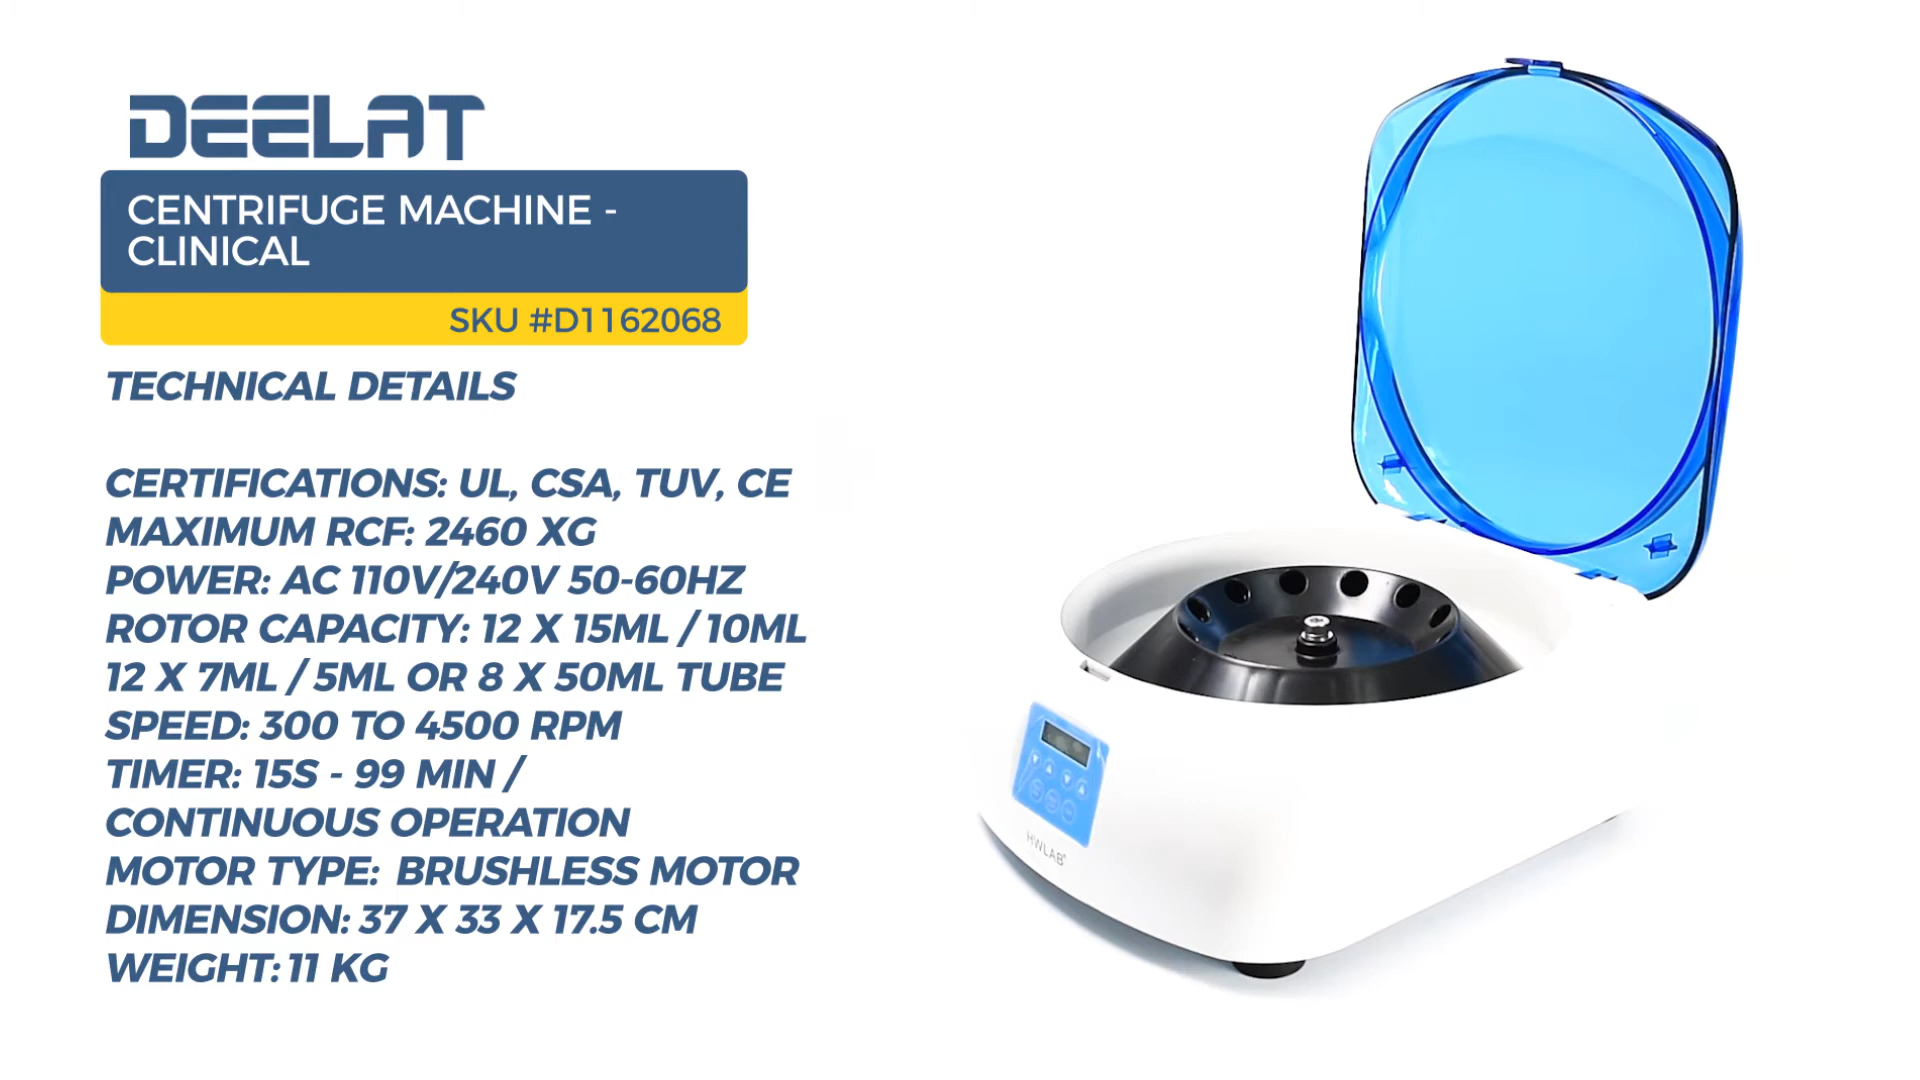 DEELAT
CENTRIFUGE MACHINE -
CLINICAL
SKU #D1162068
TECHNICAL DETAILS
CERTIFICATIONS: UL, CSA, TUV, CE
MAXIMUM RCF: 2460 XG
POWER: AC 110V/240V 50-60HZ
ROTOR CAPACITY: 12 X 15ML / 10ML
12 X 7ML / 5ML OR 8 X 50ML TUBE
SPEED: 300 TO 4500 RPM
TIMER: 15S - 99 MIN /
CONTINUOUS OPERATION
MOTOR TYPE: BRUSHLESS MOTOR
DIMENSION: 37 X 33 X 17.5 CM
WEIGHT: 11 KG
HWLAB®